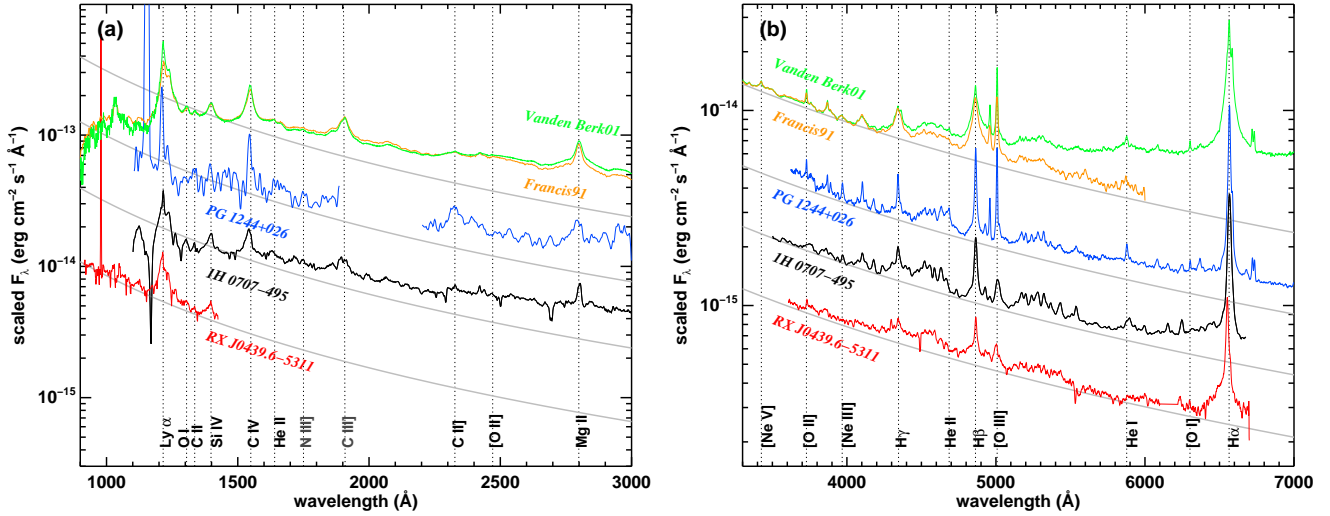 (a)
Vanden Berk01
Francis91
PG 1244+026
1H 0707−495
RX J0439.6−5311
Ly α
O I
C II
Si IV
C IV
He II
N III]
C III]
C II]
[O II]
Mg II
10⁻¹³
10⁻¹⁴
10⁻¹⁵
scaled Fλ (erg cm⁻² s⁻¹ Å⁻¹)
1000
1500
2000
2500
3000
wavelength (Å)
(b)
Vanden Berk01
Francis91
PG 1244+026
1H 0707−495
RX J0439.6−5311
[Ne V]
[O II]
[Ne III]
Hγ
He II
Hβ
[O III]
He I
[O I]
Hα
10⁻¹⁴
10⁻¹⁵
scaled Fλ (erg cm⁻² s⁻¹ Å⁻¹)
4000
5000
6000
7000
wavelength (Å)